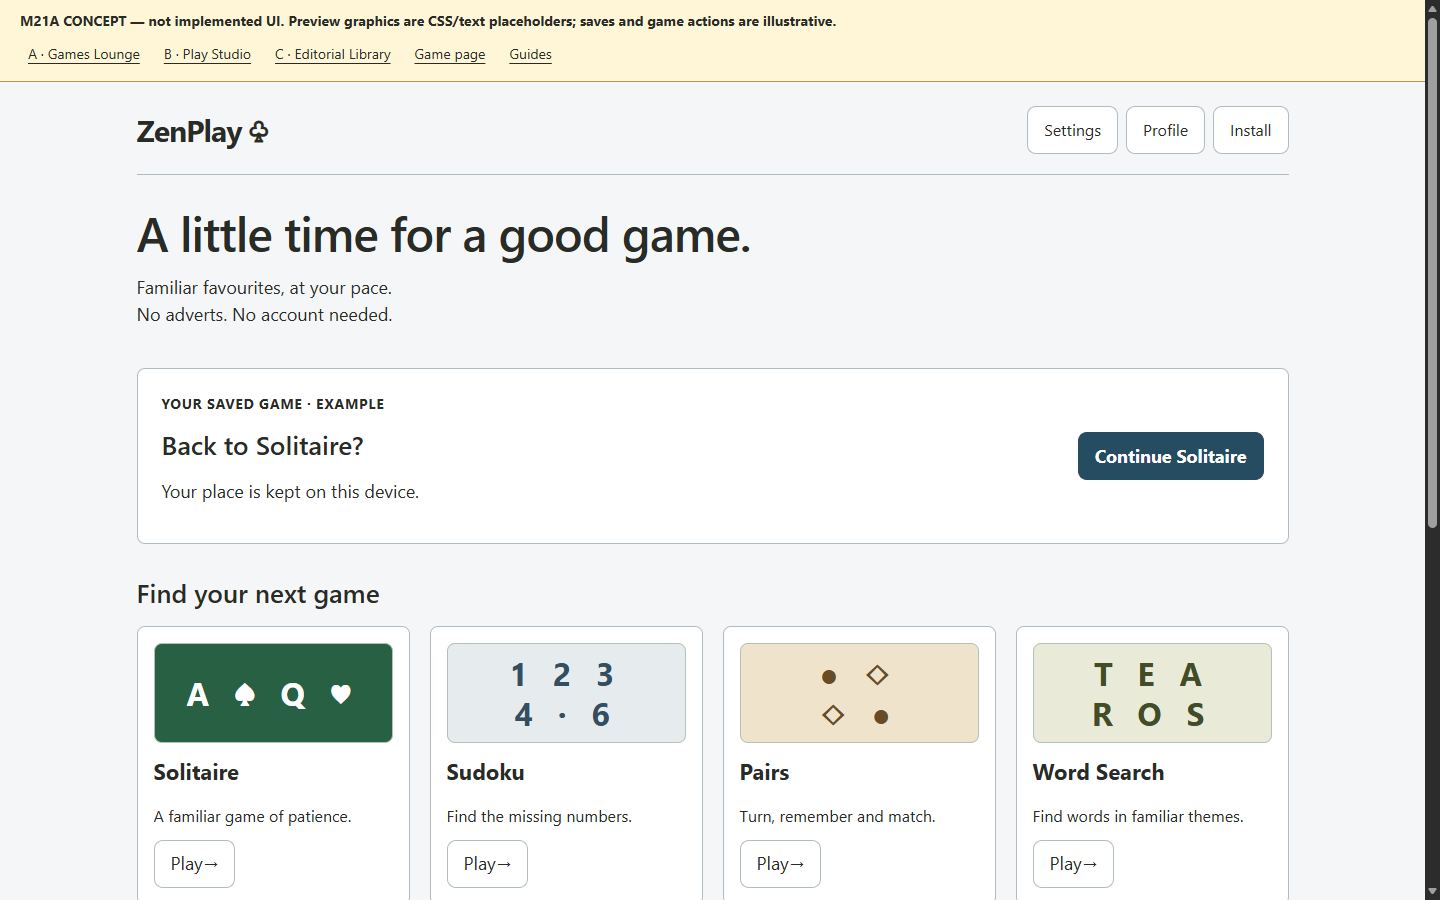 M21A CONCEPT — not implemented UI. Preview graphics are CSS/text placeholders; saves and game actions are illustrative.
A · Games Lounge B · Play Studio C · Editorial Library Game page Guides
ZenPlay ♧
Settings Profile Install
A little time for a good game.
Familiar favourites, at your pace.
No adverts. No account needed.
YOUR SAVED GAME · EXAMPLE
Back to Solitaire?
Your place is kept on this device.
Continue Solitaire
Find your next game
A ♠ Q ♥
Solitaire
A familiar game of patience.
Play→
1 2 3
4 · 6
Sudoku
Find the missing numbers.
Play→
● ◇
◇ ●
Pairs
Turn, remember and match.
Play→
T E A
R O S
Word Search
Find words in familiar themes.
Play→